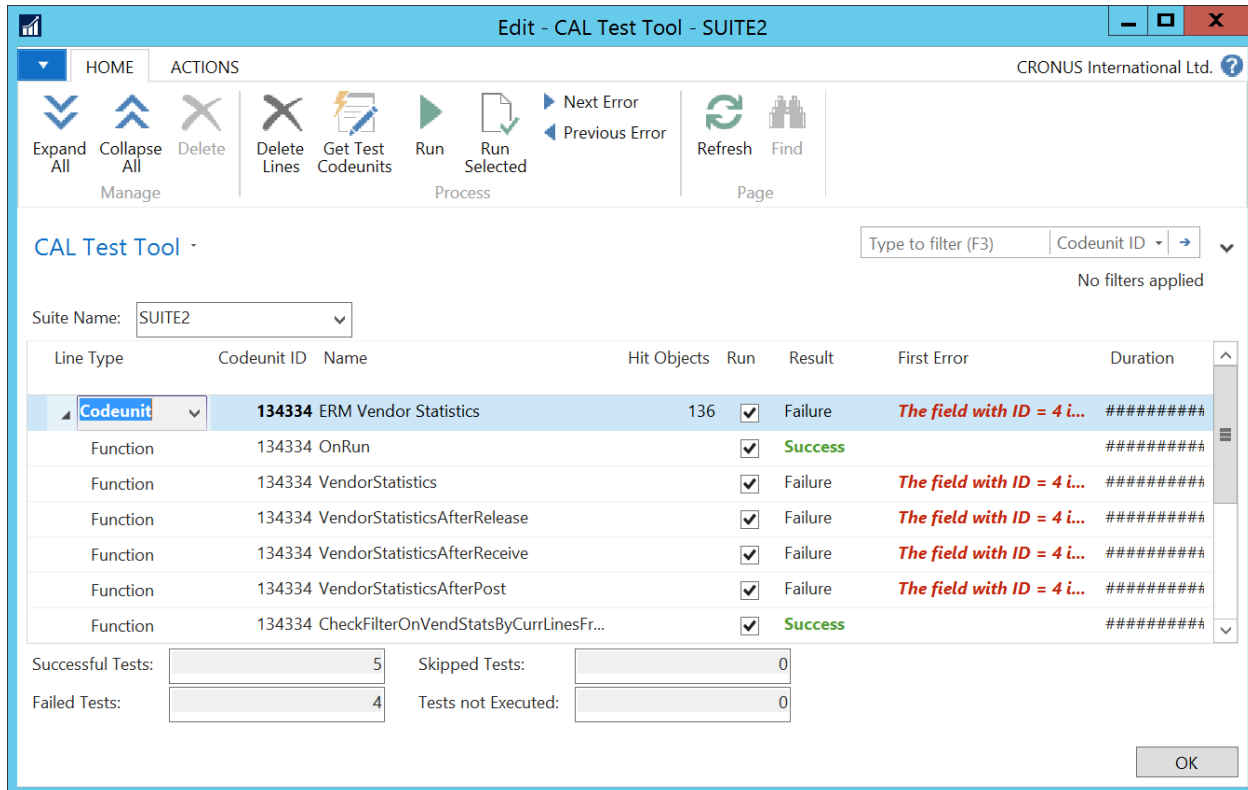 Edit - CAL Test Tool - SUITE2
HOME ACTIONS CRONUS International Ltd.
Expand All
Collapse All
Delete
Manage
Delete Lines
Get Test Codeunits
Run
Run Selected
Next Error
Previous Error
Process
Refresh
Find
Page
CAL Test Tool
Type to filter (F3) Codeunit ID
No filters applied
Suite Name: SUITE2
Line Type Codeunit ID Name Hit Objects Run Result First Error Duration
Codeunit 134334 ERM Vendor Statistics 136 Failure The field with ID = 4 i... ##########
Function 134334 OnRun Success ##########
Function 134334 VendorStatistics Failure The field with ID = 4 i... ##########
Function 134334 VendorStatisticsAfterRelease Failure The field with ID = 4 i... ##########
Function 134334 VendorStatisticsAfterReceive Failure The field with ID = 4 i... ##########
Function 134334 VendorStatisticsAfterPost Failure The field with ID = 4 i... ##########
Function 134334 CheckFilterOnVendStatsByCurrLinesFr... Success ##########
Successful Tests: 5 Skipped Tests: 0
Failed Tests: 4 Tests not Executed: 0
OK